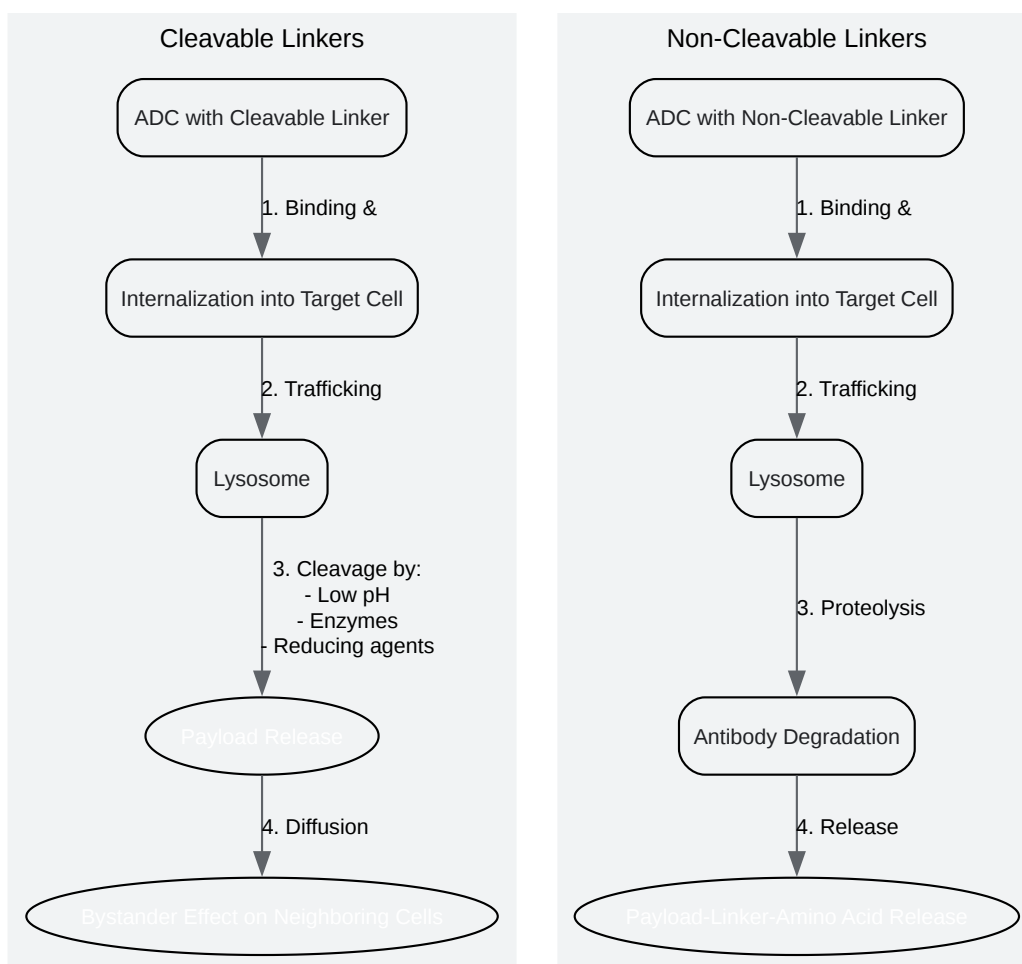 Cleavable Linkers
ADC with Cleavable Linker
1. Binding &
Internalization into Target Cell
2. Trafficking
Lysosome
3. Cleavage by:
- Low pH
- Enzymes
- Reducing agents
Payload Release
4. Diffusion
Bystander Effect on Neighboring Cells
Non-Cleavable Linkers
ADC with Non-Cleavable Linker
1. Binding &
Internalization into Target Cell
2. Trafficking
Lysosome
3. Proteolysis
Antibody Degradation
4. Release
Payload-Linker-Amino Acid Release